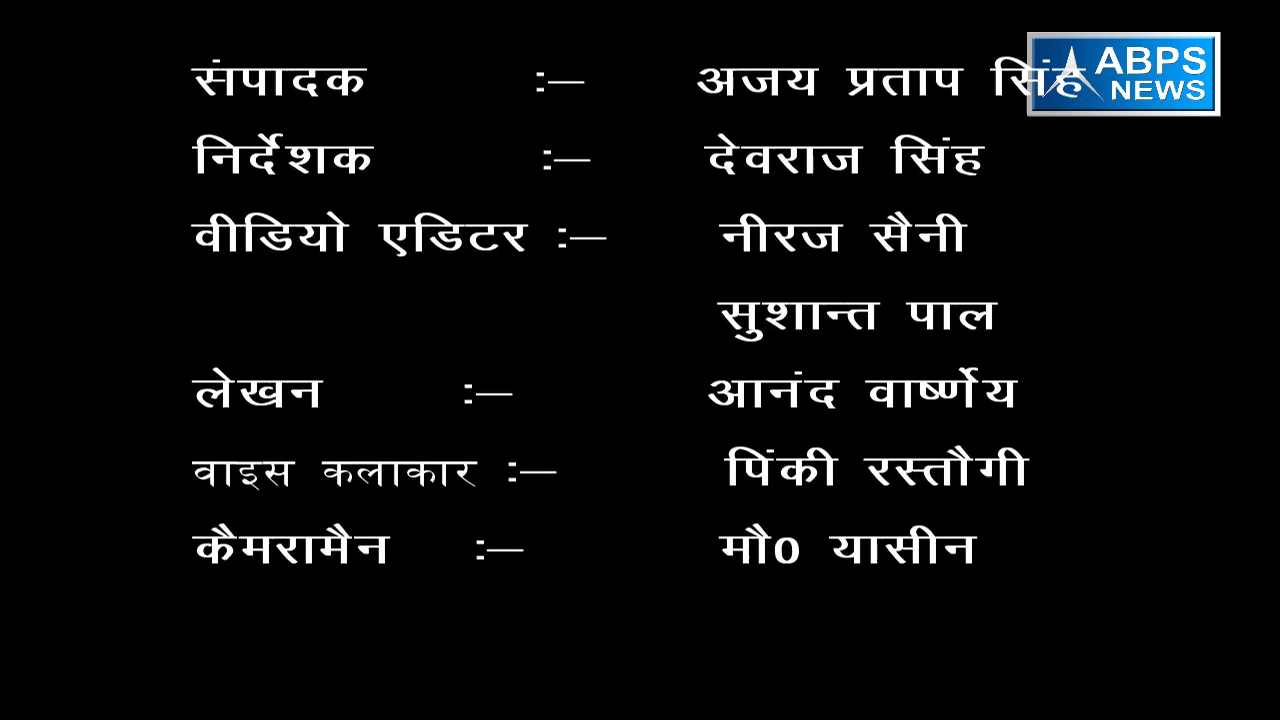 संपादक :— अजय प्रताप सिंह
ABPS
NEWS
निर्देशक :— देवराज सिंह
वीडियो एडिटर :— नीरज सैनी
सुशान्त पाल
लेखन :— आनंद वार्ष्णेय
वाइस कलाकार :— पिंकी रस्तौगी
कैमरामैन :— मौ0 यासीन